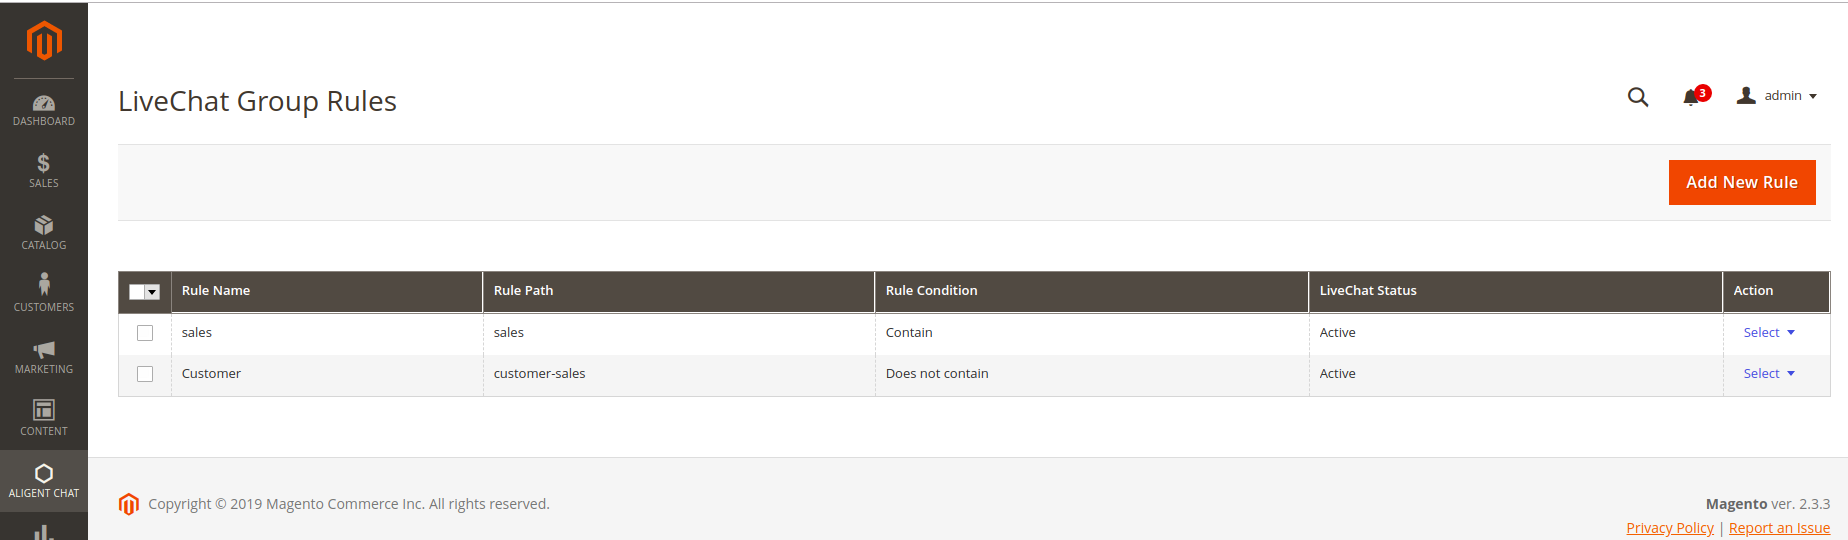 DASHBOARD
SALES
CATALOG
CUSTOMERS
MARKETING
CONTENT
ALIGENT CHAT
LiveChat Group Rules
3
admin
Add New Rule
Rule Name Rule Path Rule Condition LiveChat Status Action
sales sales Contain Active Select
Customer customer-sales Does not contain Active Select
Copyright © 2019 Magento Commerce Inc. All rights reserved.
Magento ver. 2.3.3
Privacy Policy | Report an Issue